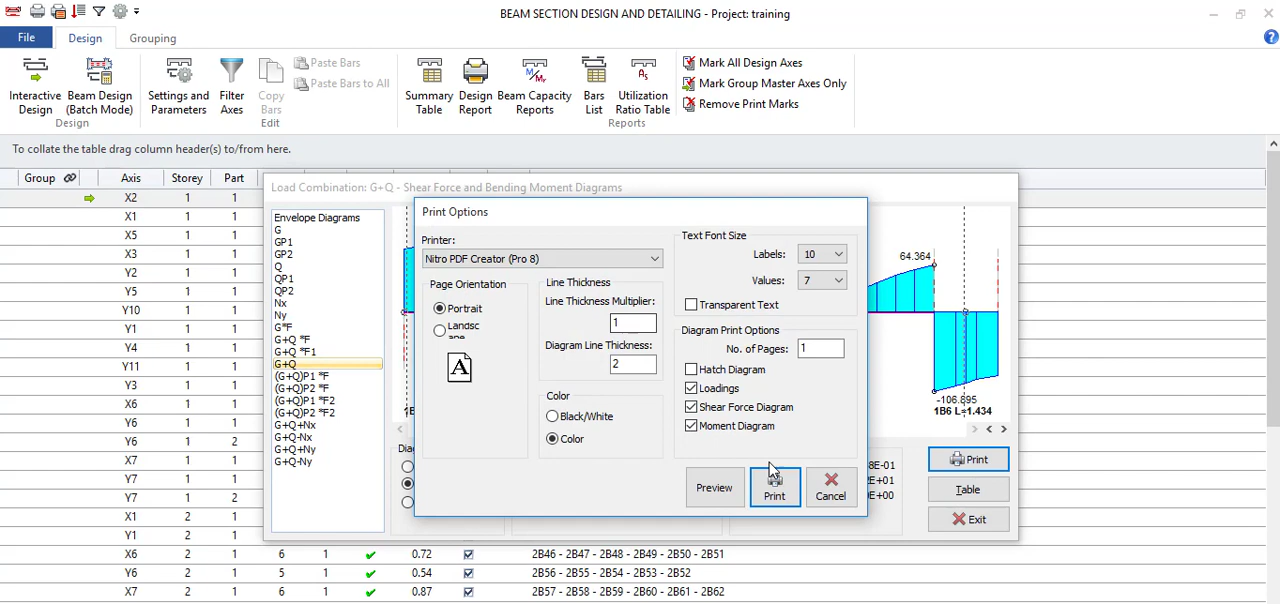 BEAM SECTION DESIGN AND DETAILING - Project: training
File
Design
Grouping
Interactive Design
Beam Design (Batch Mode)
Design
Settings and Parameters
Filter Axes
Copy Bars
Paste Bars
Paste Bars to All
Edit
Summary Table
Design Report
Beam Capacity Reports
Bars List
Utilization Ratio Table
Reports
Mark All Design Axes
Mark Group Master Axes Only
Remove Print Marks
To collate the table drag column header(s) to/from here.
Group Axis Storey Part
X2 1 1
X1 1 1
X5 1 1
X3 1 1
Y2 1 1
Y5 1 1
Y10 1 1
Y1 1 1
Y4 1 1
Y11 1 1
Y3 1 1
X6 1 1
Y6 1 1
Y6 1 2
X7 1 1
Y7 1 1
Y7 1 2
X1 2 1
Y1 2 1
X6 2 1 6 1 0.72 2B46 - 2B47 - 2B48 - 2B49 - 2B50 - 2B51
Y6 2 1 5 1 0.54 2B56 - 2B55 - 2B54 - 2B53 - 2B52
X7 2 1 6 1 0.87 2B57 - 2B58 - 2B59 - 2B60 - 2B61 - 2B62
Load Combination: G+Q - Shear Force and Bending Moment Diagrams
Envelope Diagrams
G
GP1
GP2
Q
QP1
QP2
Nx
Ny
G*F
G+Q *F
G+Q *F1
G+Q
(G+Q)P1 *F
(G+Q)P2 *F
(G+Q)P1 *F2
(G+Q)P2 *F2
G+Q+Nx
G+Q-Nx
G+Q+Ny
G+Q-Ny
64.364
-106.895
1B6 L=1.434
Print
Table
Exit
Print Options
Printer:
Nitro PDF Creator (Pro 8)
Page Orientation
Portrait
Line Thickness
Line Thickness Multiplier:
1
Diagram Line Thickness:
2
Color
Black/White
Color
Text Font Size
Labels: 10
Values: 7
Transparent Text
Diagram Print Options
No. of Pages: 1
Hatch Diagram
Loadings
Shear Force Diagram
Moment Diagram
Preview
Print
Cancel